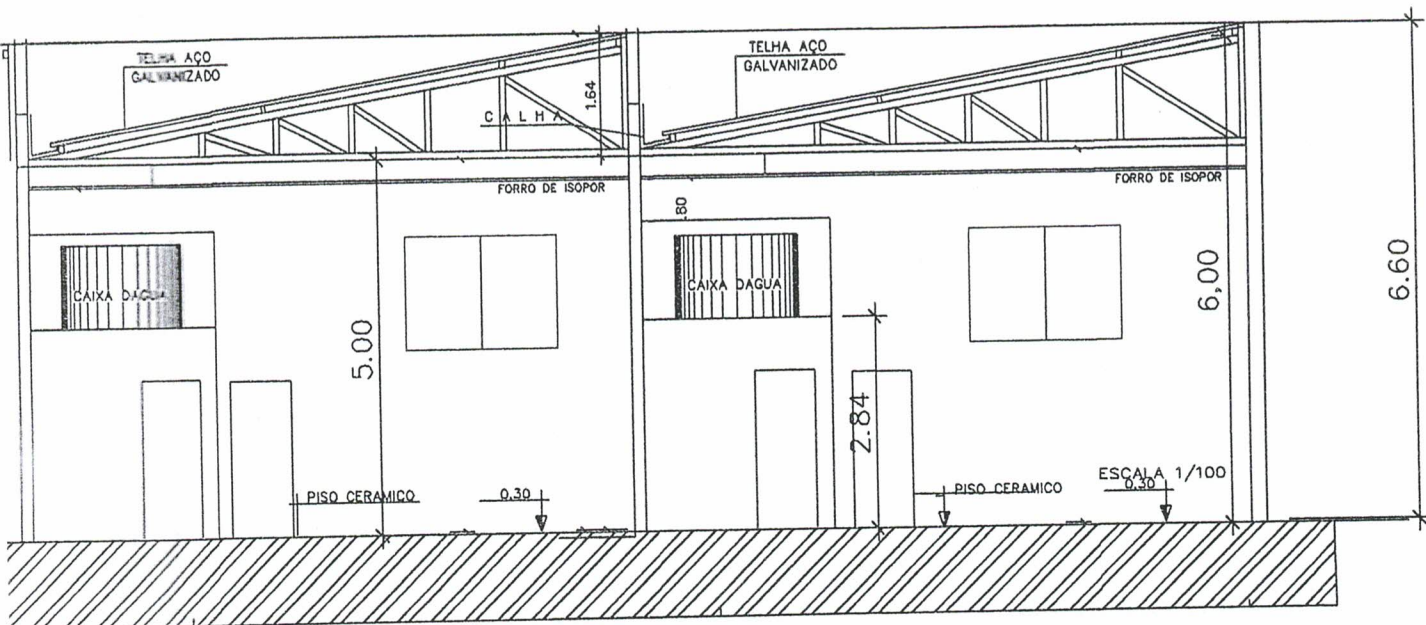 TELHA AÇO
GALVANIZADO
TELHA AÇO
GALVANIZADO
1.64
CALHA
FORRO DE ISOPOR
FORRO DE ISOPOR
.80
CAIXA DAGUA
CAIXA DAGUA
5.00
6,00
6.60
2.84
PISO CERAMICO
0.30
PISO CERAMICO
ESCALA 1/100
0.30